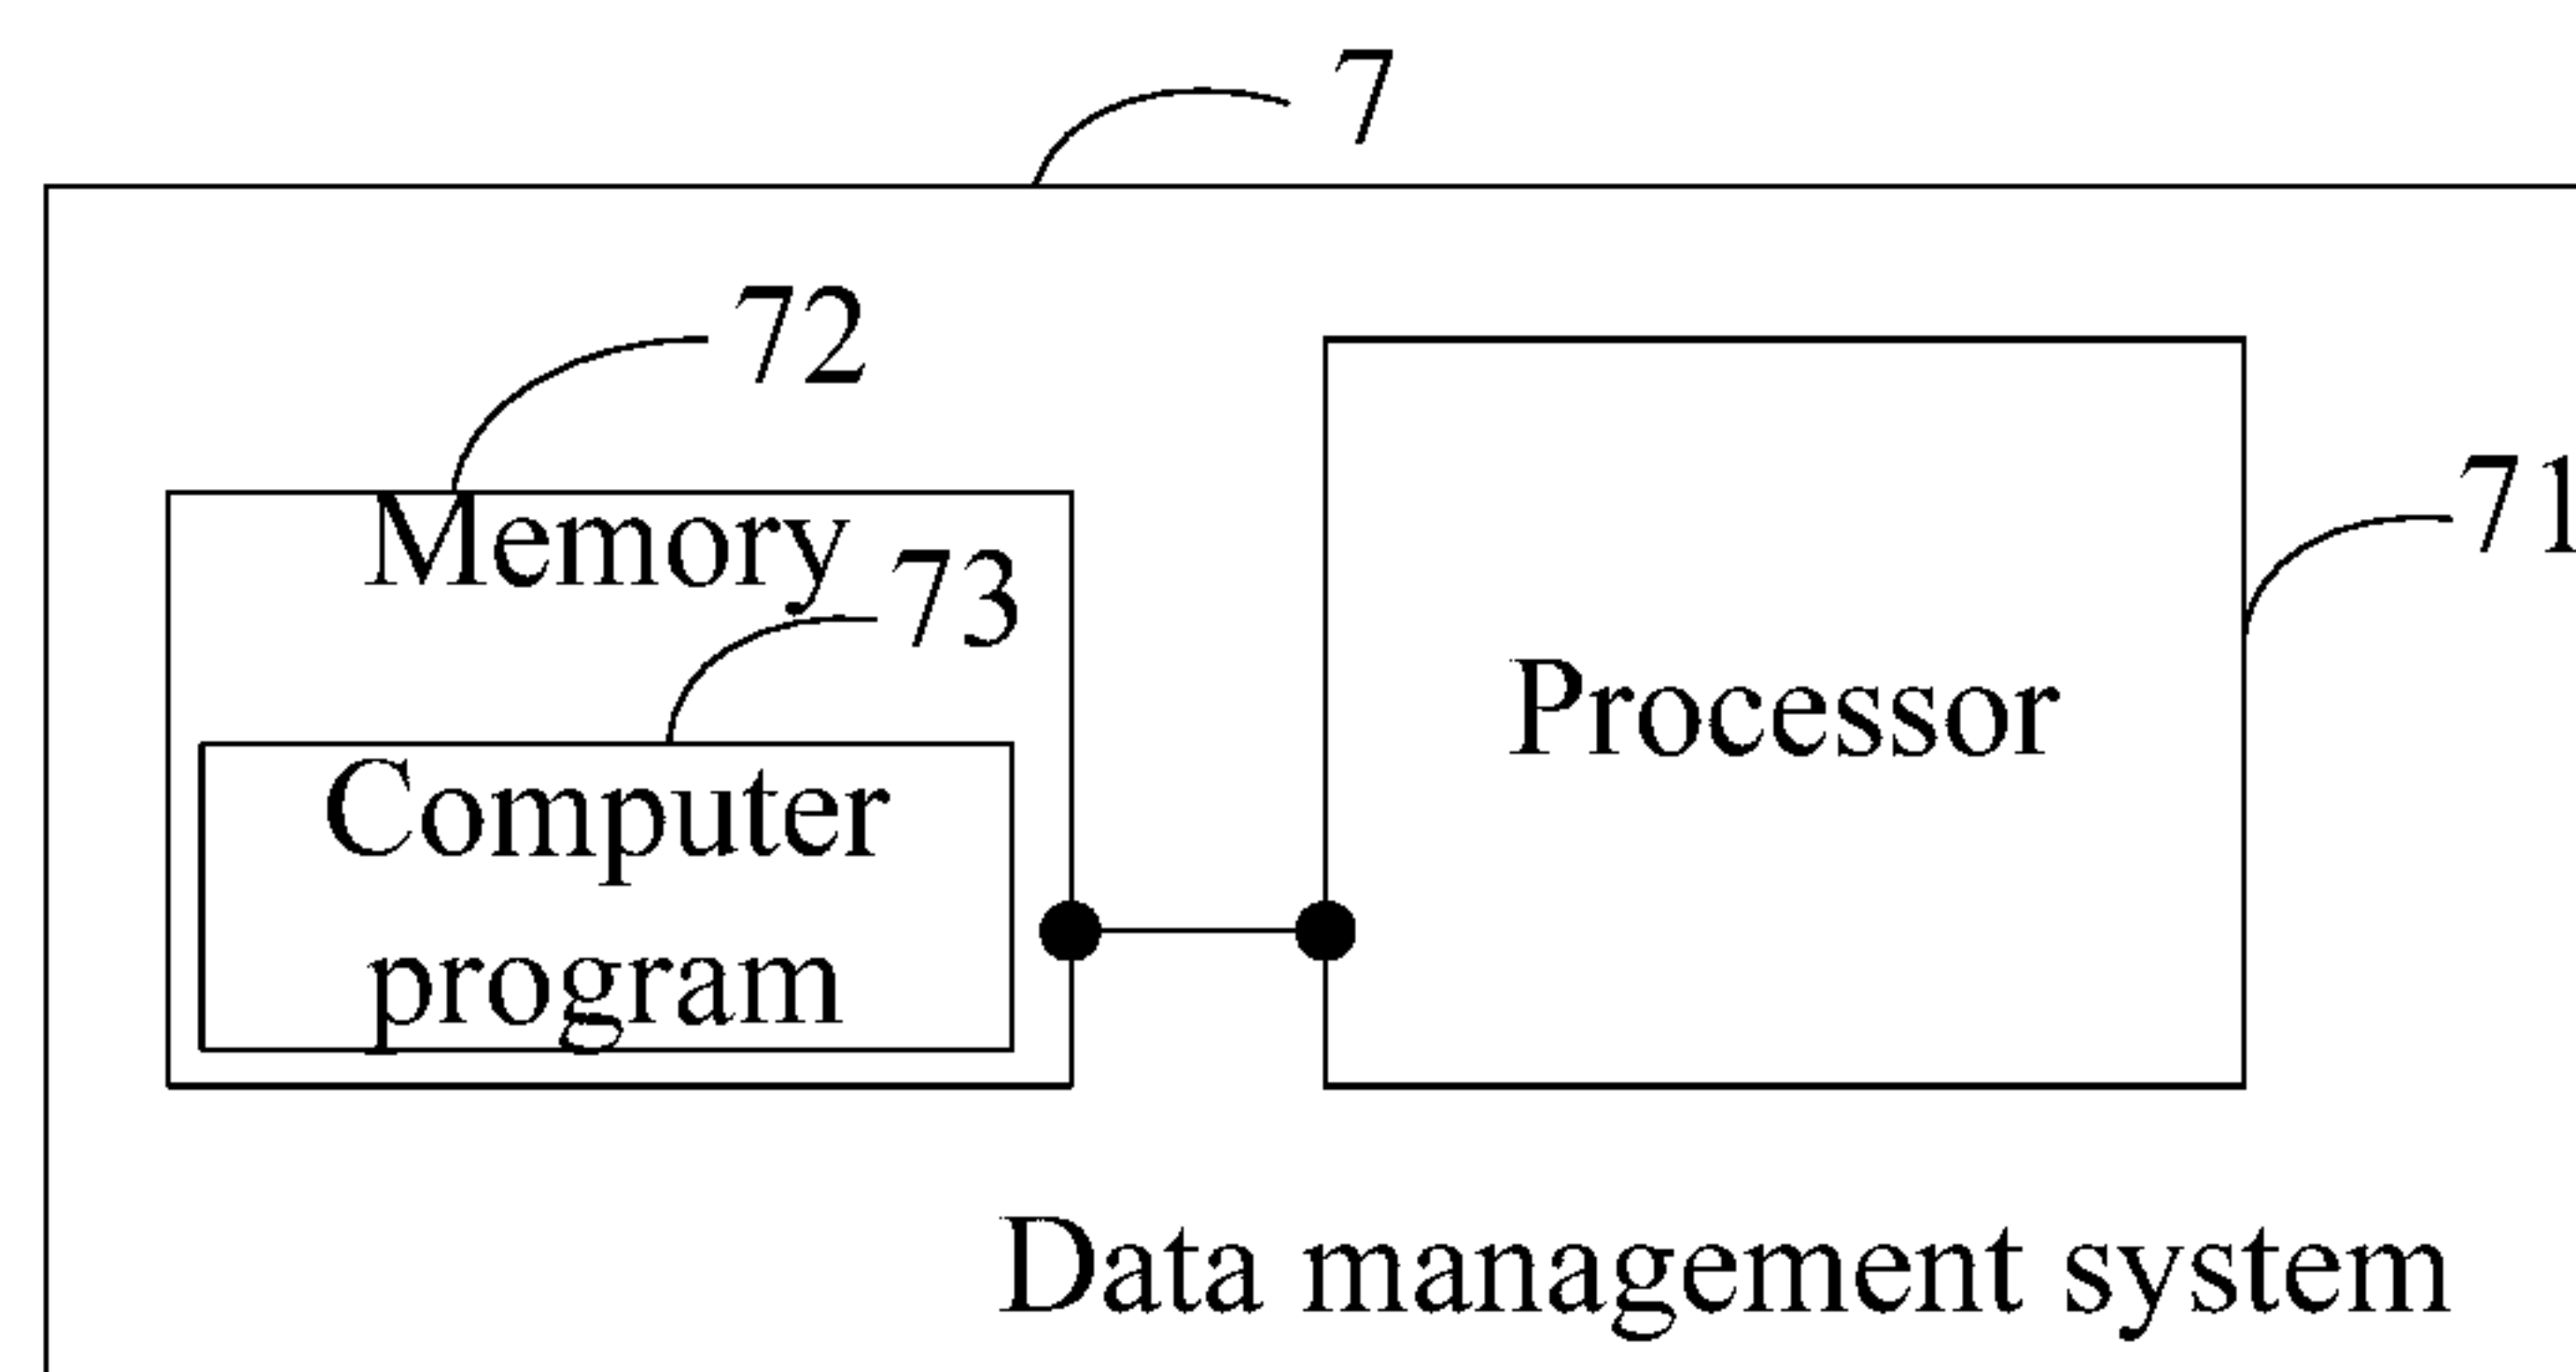 7
72
71
Memory
73
Processor
Computer
program
Data management system